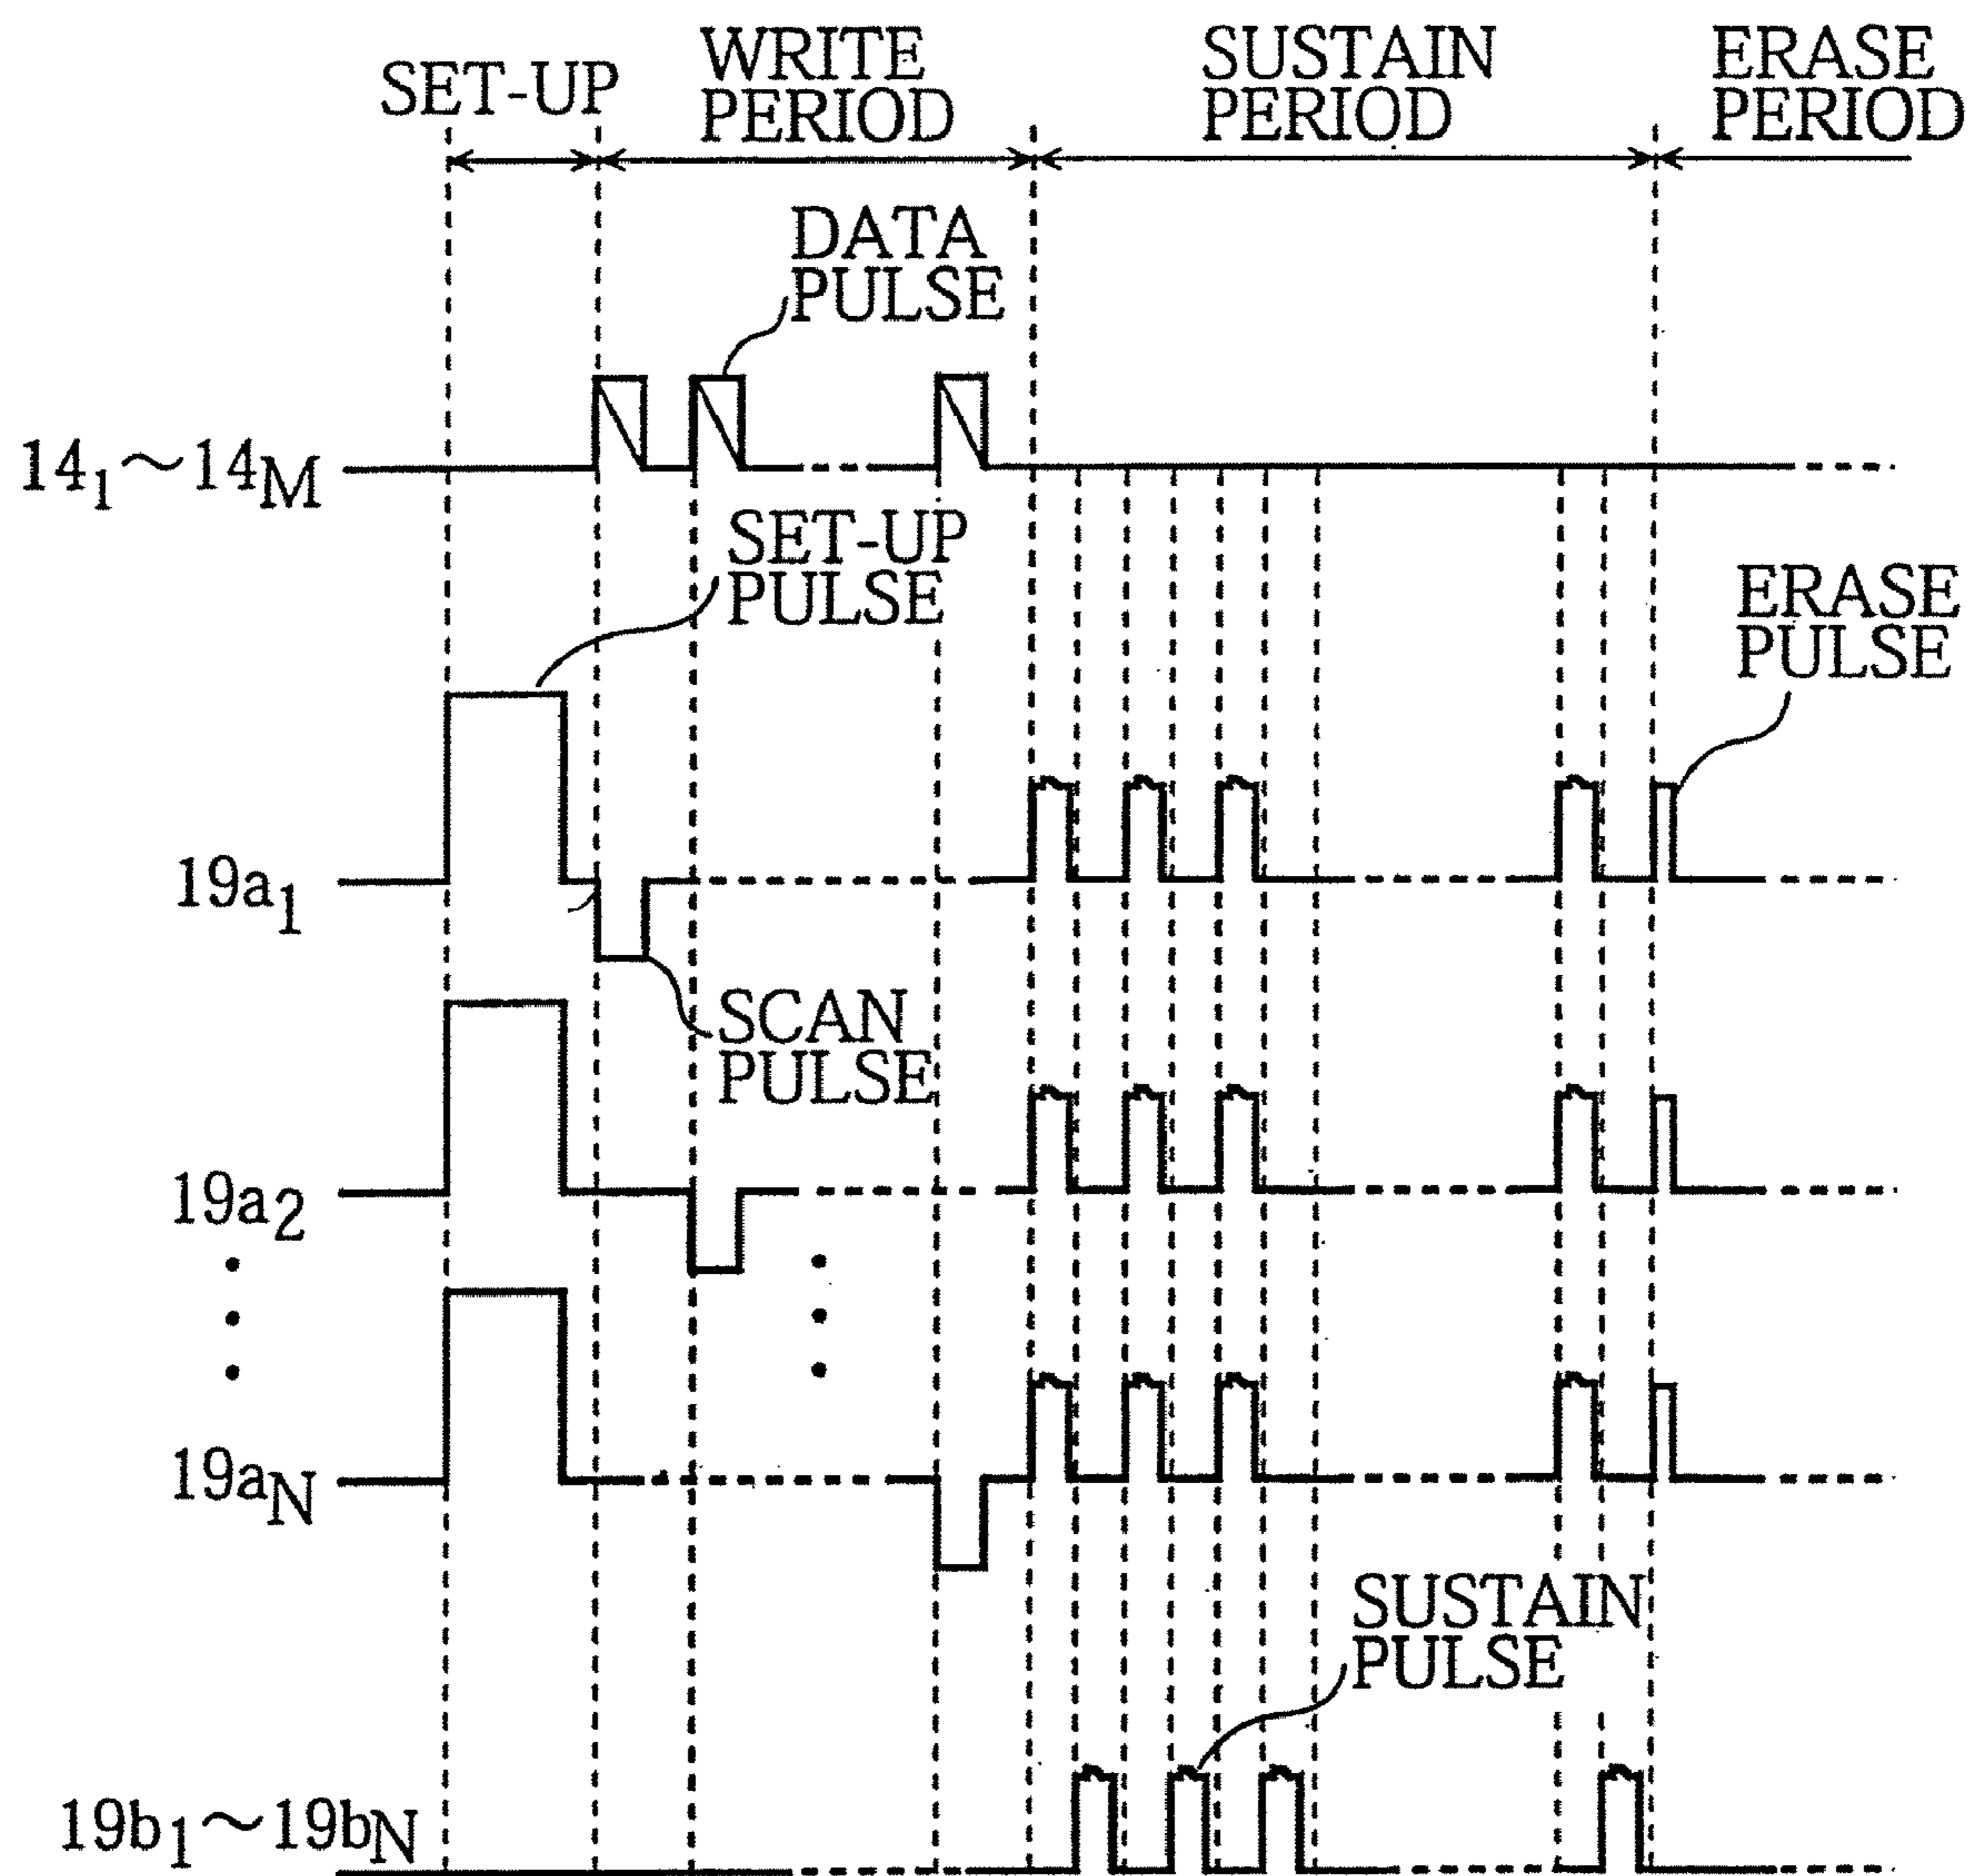 SET-UP
WRITE
PERIOD
SUSTAIN
PERIOD
ERASE
PERIOD
DATA
PULSE
14₁~14M
SET-UP
PULSE
ERASE
PULSE
19a₁
SCAN
PULSE
19a₂
19aN
SUSTAIN
PULSE
19b₁~19bN